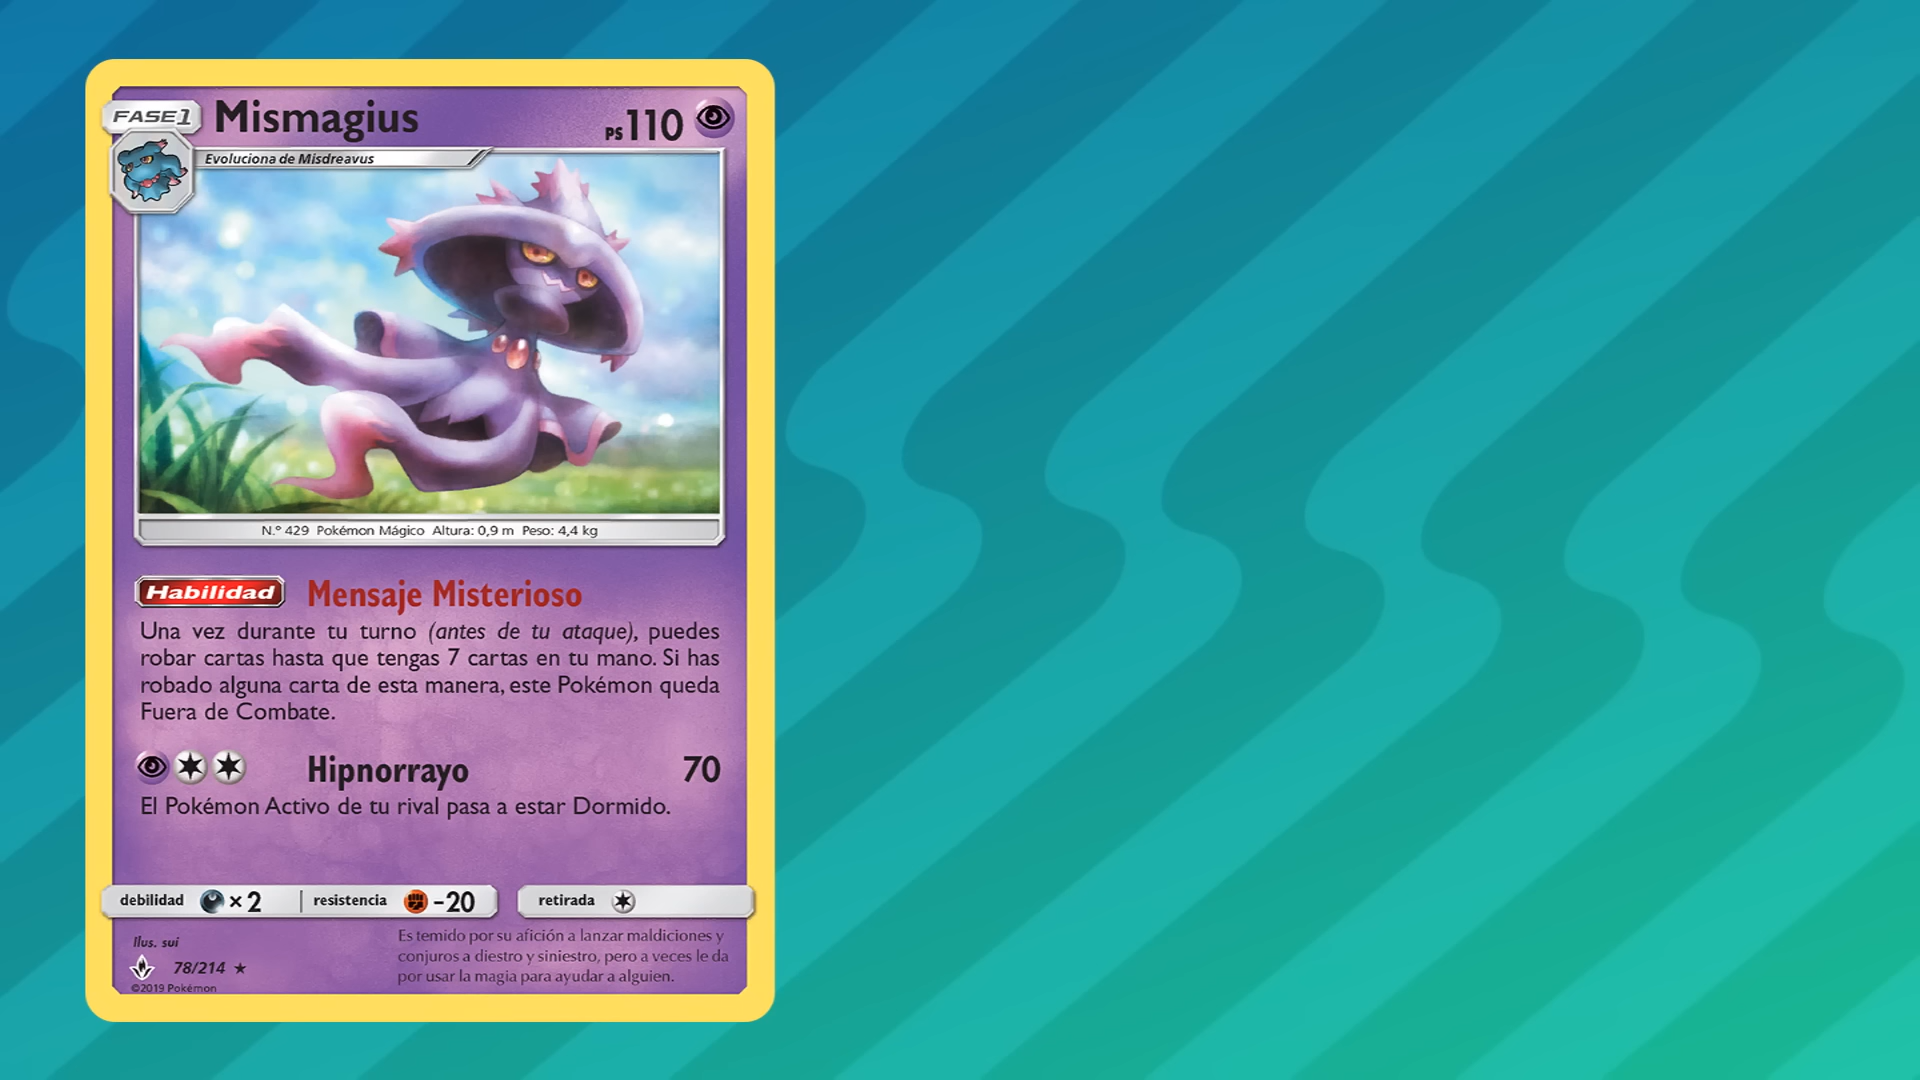 FASE 1 Mismagius PS 110
Evoluciona de Misdreavus
N.º 429 Pokémon Mágico Altura: 0,9 m Peso: 4,4 kg
Habilidad Mensaje Misterioso
Una vez durante tu turno (antes de tu ataque), puedes
robar cartas hasta que tengas 7 cartas en tu mano. Si has
robado alguna carta de esta manera, este Pokémon queda
Fuera de Combate.
Hipnorrayo 70
El Pokémon Activo de tu rival pasa a estar Dormido.
debilidad ×2 resistencia -20 retirada
Ilus. sui
78/214 ★
©2019 Pokémon
Es temido por su afición a lanzar maldiciones y
conjuros a diestro y siniestro, pero a veces le da
por usar la magia para ayudar a alguien.